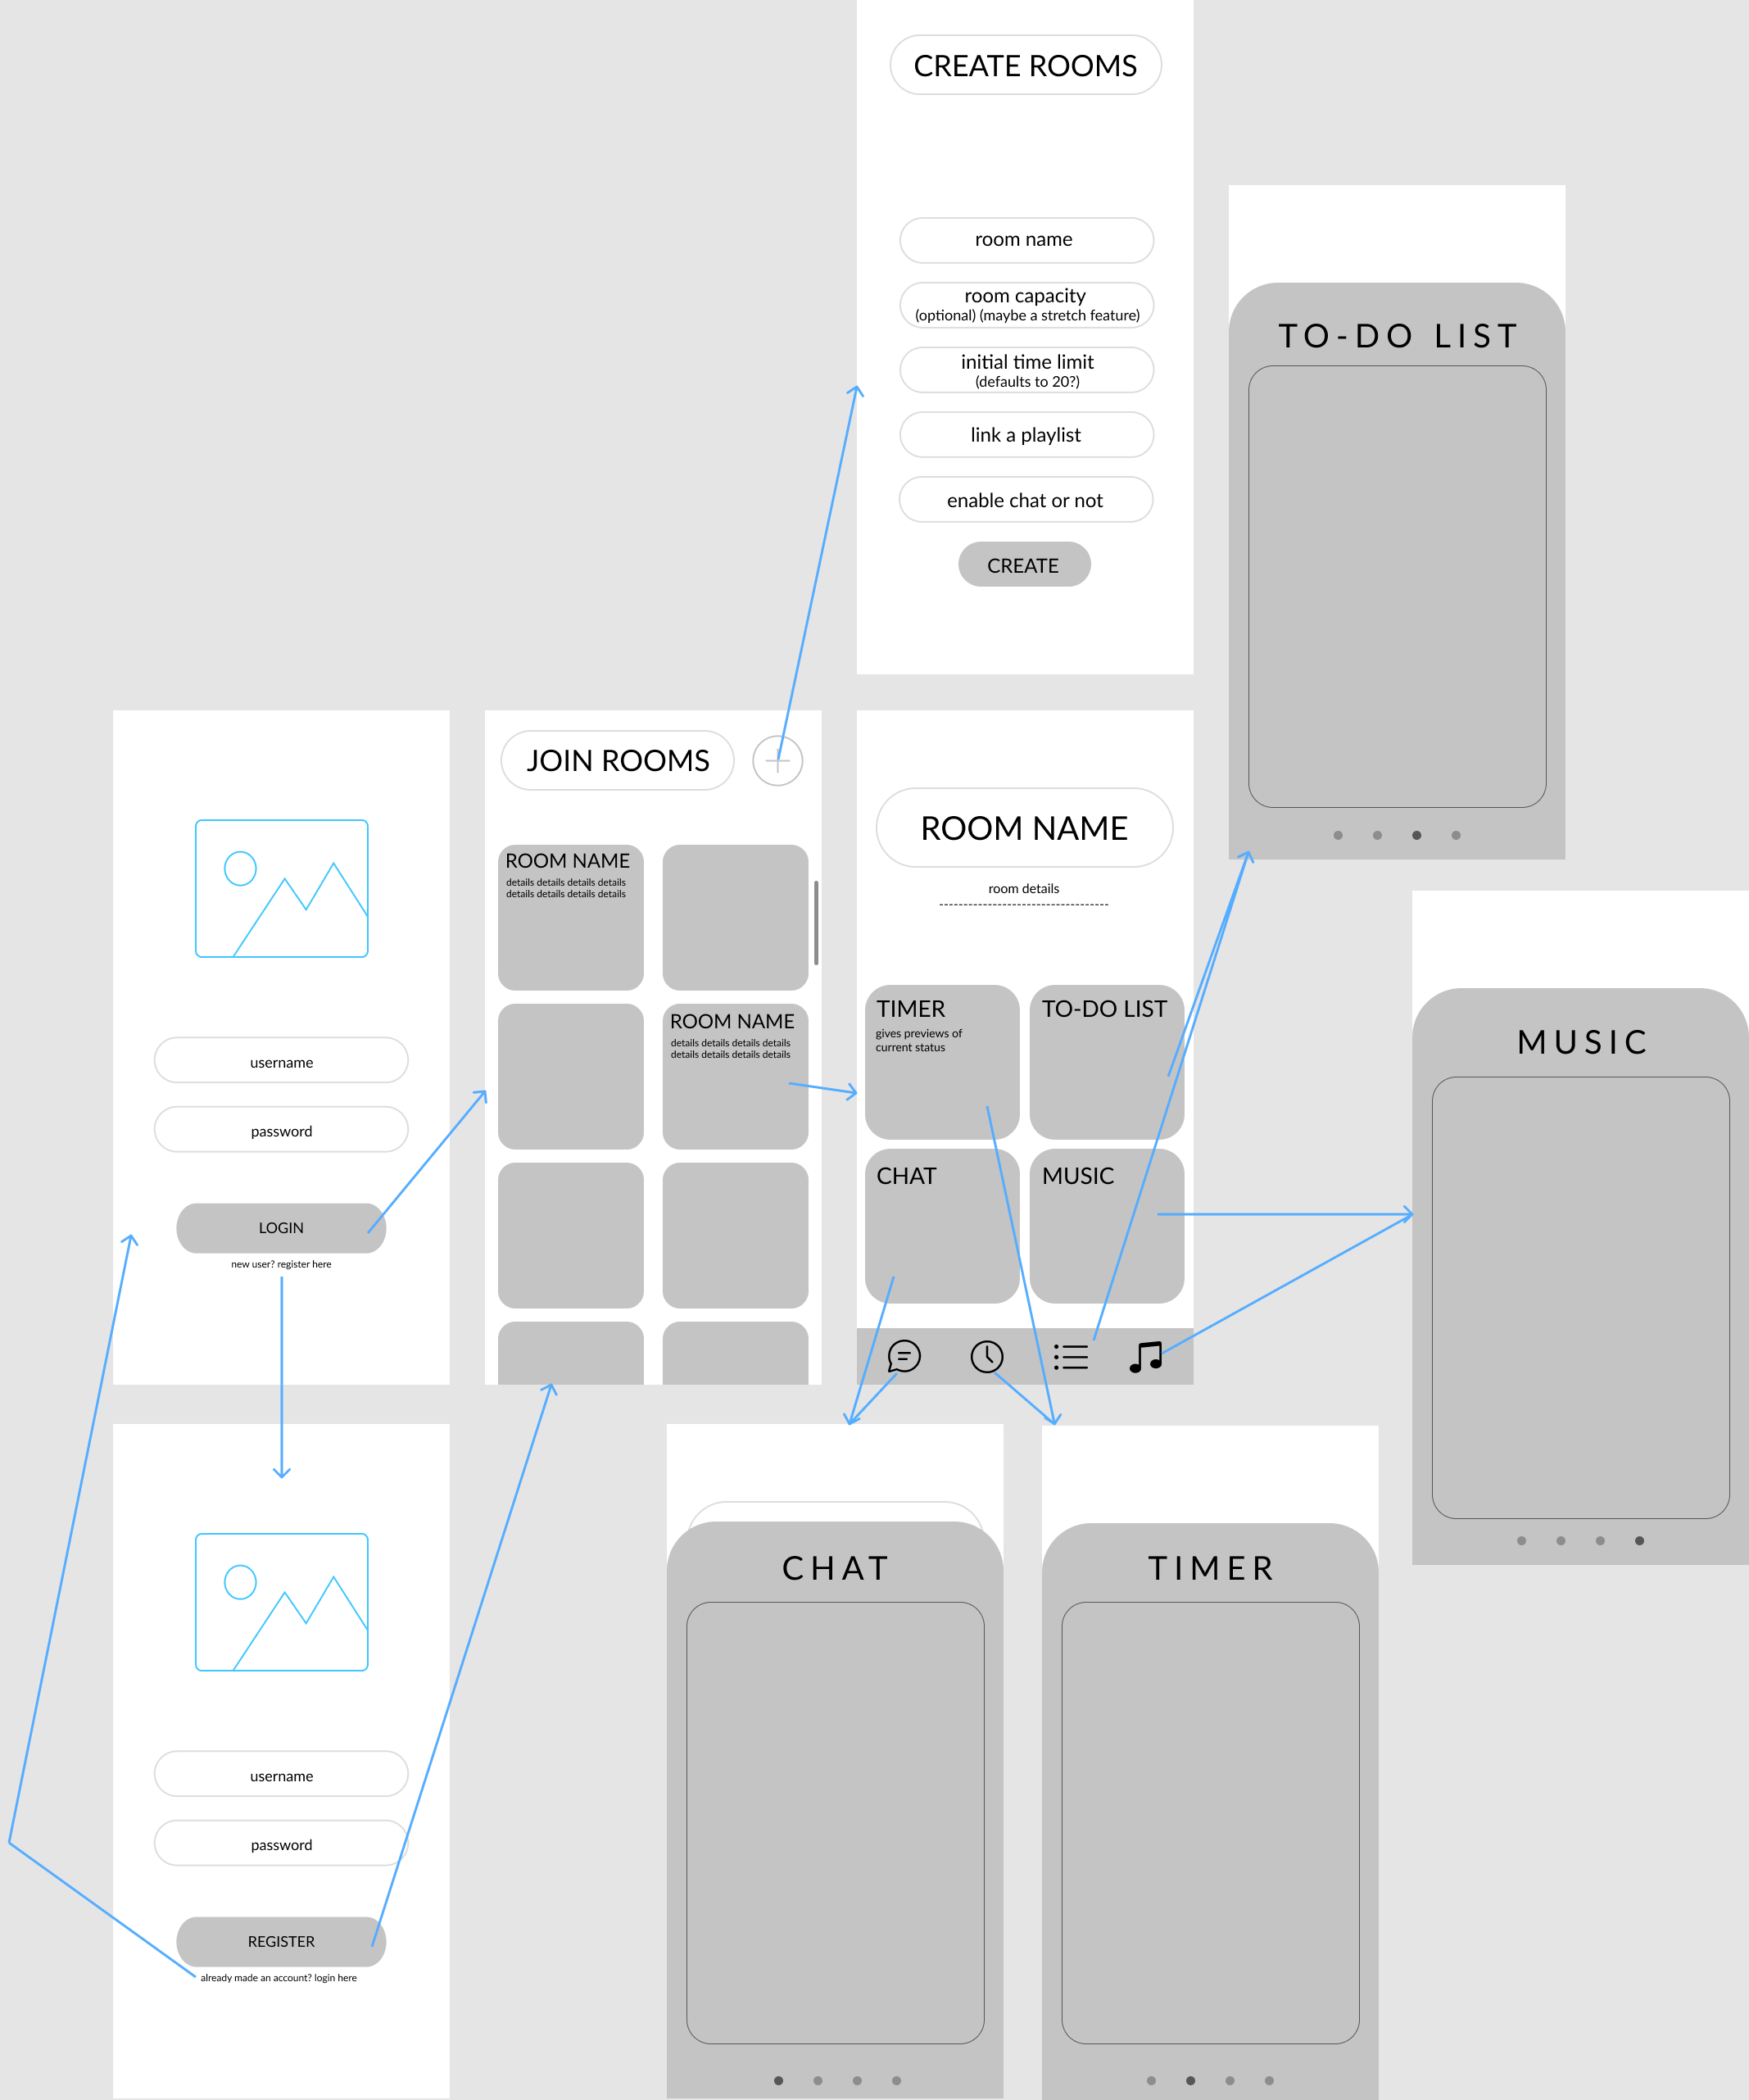 CREATE ROOMS
room name
room capacity
(optional) (maybe a stretch feature)
initial time limit
(defaults to 20?)
link a playlist
enable chat or not
CREATE
TO-DO LIST
username
password
LOGIN
new user? register here
JOIN ROOMS
ROOM NAME
details details details details
details details details details
ROOM NAME
details details details details
details details details details
ROOM NAME
room details
TIMER
gives previews of
current status
TO-DO LIST
CHAT
MUSIC
MUSIC
username
password
REGISTER
already made an account? login here
CHAT
TIMER